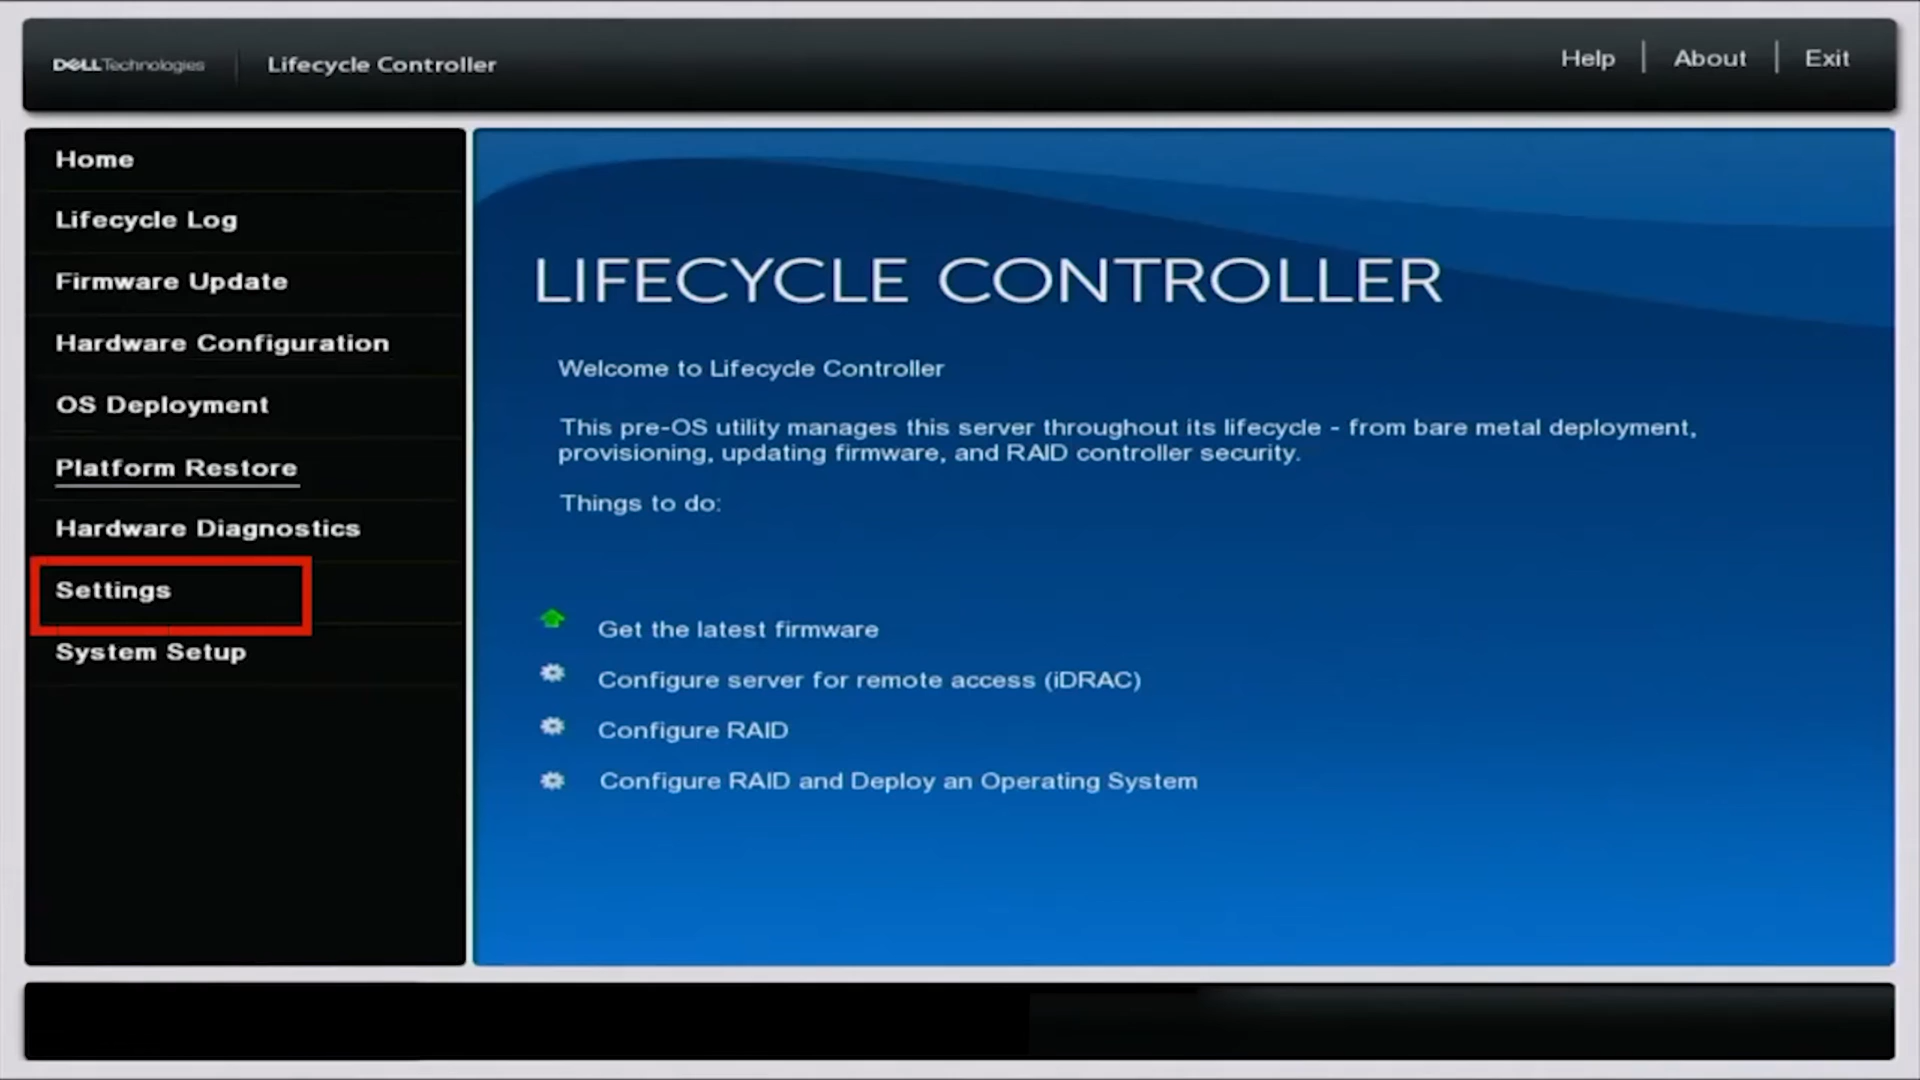 DELLTechnologies
Lifecycle Controller
Help
About
Exit
Home
Lifecycle Log
Firmware Update
Hardware Configuration
OS Deployment
Platform Restore
Hardware Diagnostics
Settings
System Setup
LIFECYCLE CONTROLLER
Welcome to Lifecycle Controller
This pre-OS utility manages this server throughout its lifecycle - from bare metal deployment,
provisioning, updating firmware, and RAID controller security.
Things to do:
Get the latest firmware
Configure server for remote access (iDRAC)
Configure RAID
Configure RAID and Deploy an Operating System